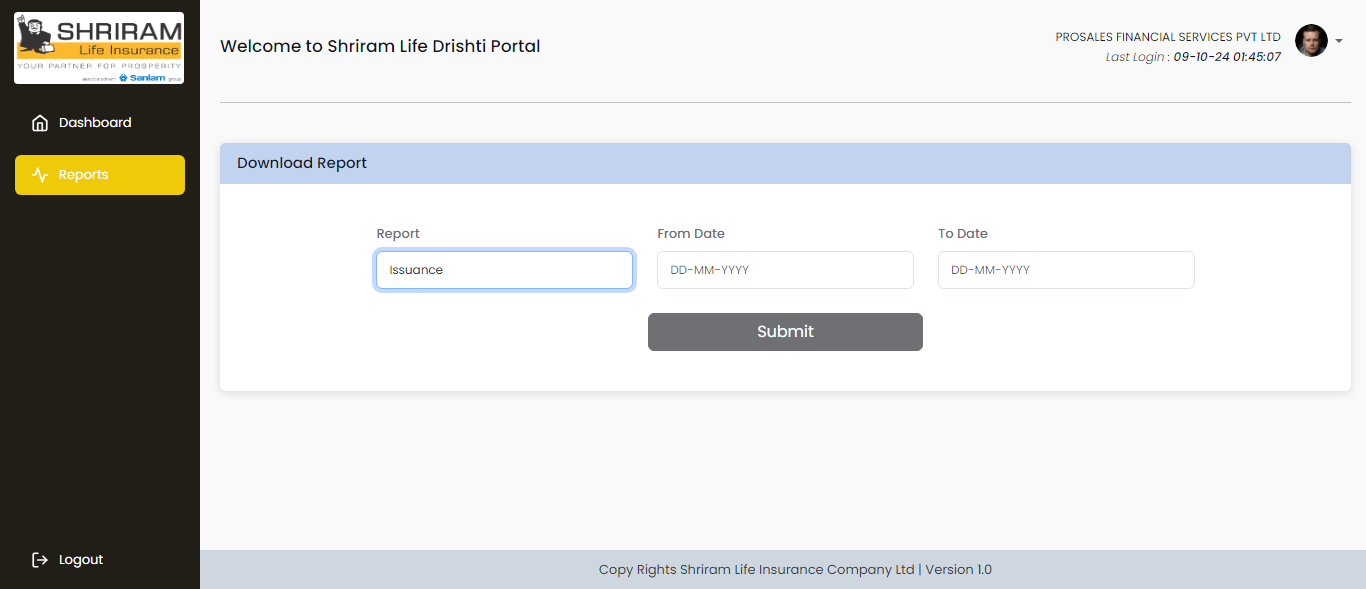 SHRIRAM
Life Insurance
YOUR PARTNER FOR PROSPERITY
Sanlam group
Dashboard
Reports
Logout
Welcome to Shriram Life Drishti Portal
PROSALES FINANCIAL SERVICES PVT LTD
Last Login : 09-10-24 01:45:07
Download Report
Report
From Date
To Date
Issuance
DD-MM-YYYY
DD-MM-YYYY
Submit
Copy Rights Shriram Life Insurance Company Ltd | Version 1.0